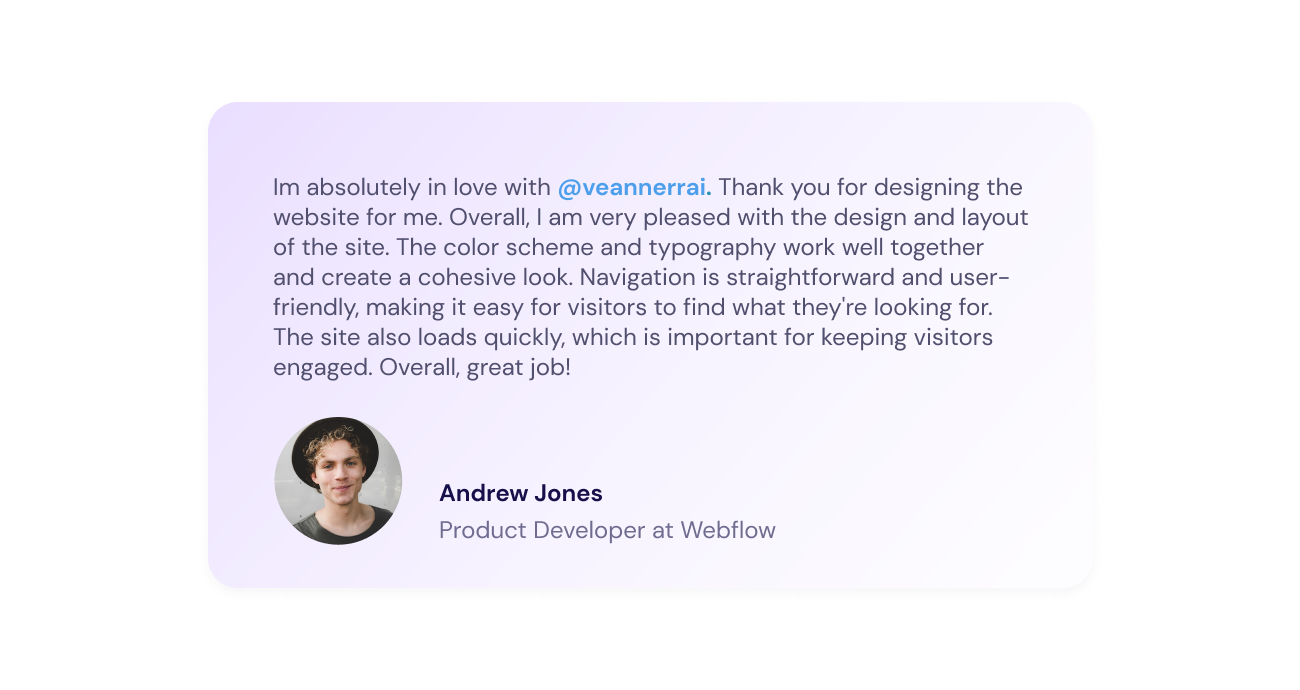 Im absolutely in love with @veannerrai. Thank you for designing the
website for me. Overall, I am very pleased with the design and layout
of the site. The color scheme and typography work well together
and create a cohesive look. Navigation is straightforward and user-
friendly, making it easy for visitors to find what they're looking for.
The site also loads quickly, which is important for keeping visitors
engaged. Overall, great job!
Andrew Jones
Product Developer at Webflow